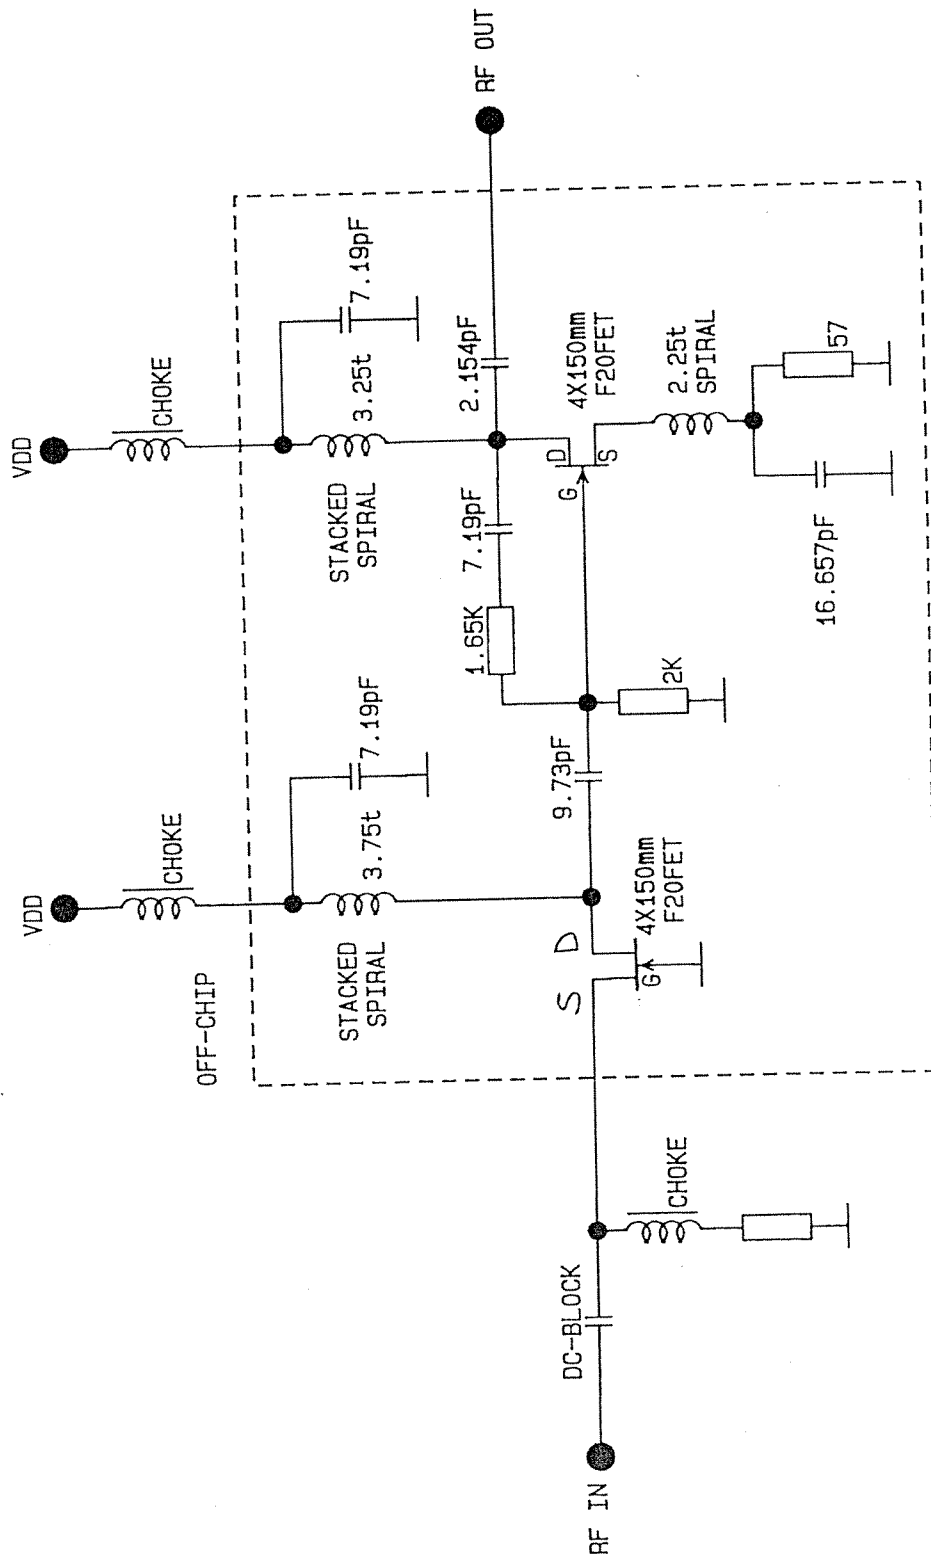 VDD
CHOKE
VDD
CHOKE
OFF-CHIP
STACKED
SPIRAL
3.75t
7.19pF
STACKED
SPIRAL
3.25t
7.19pF
1.65K
7.19pF
2.154pF
RF OUT
RF IN
DC-BLOCK
CHOKE
S
D
G
4X150mm
F20FET
9.73pF
2K
G
D
S
4X150mm
F20FET
2.25t
SPIRAL
16.657pF
57